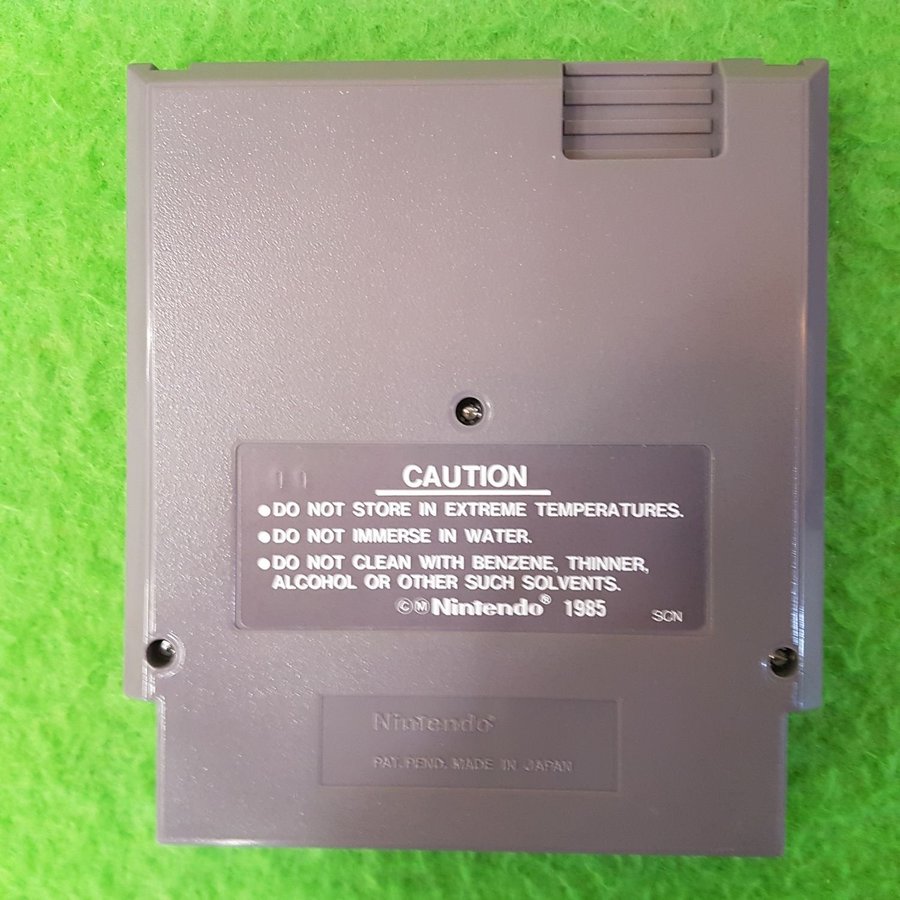 CAUTION
●DO NOT STORE IN EXTREME TEMPERATURES.
●DO NOT IMMERSE IN WATER.
●DO NOT CLEAN WITH BENZENE, THINNER,
ALCOHOL OR OTHER SUCH SOLVENTS.
©ⓂNintendo® 1985
SCN
Nintendo®
PAT. PEND. MADE IN JAPAN